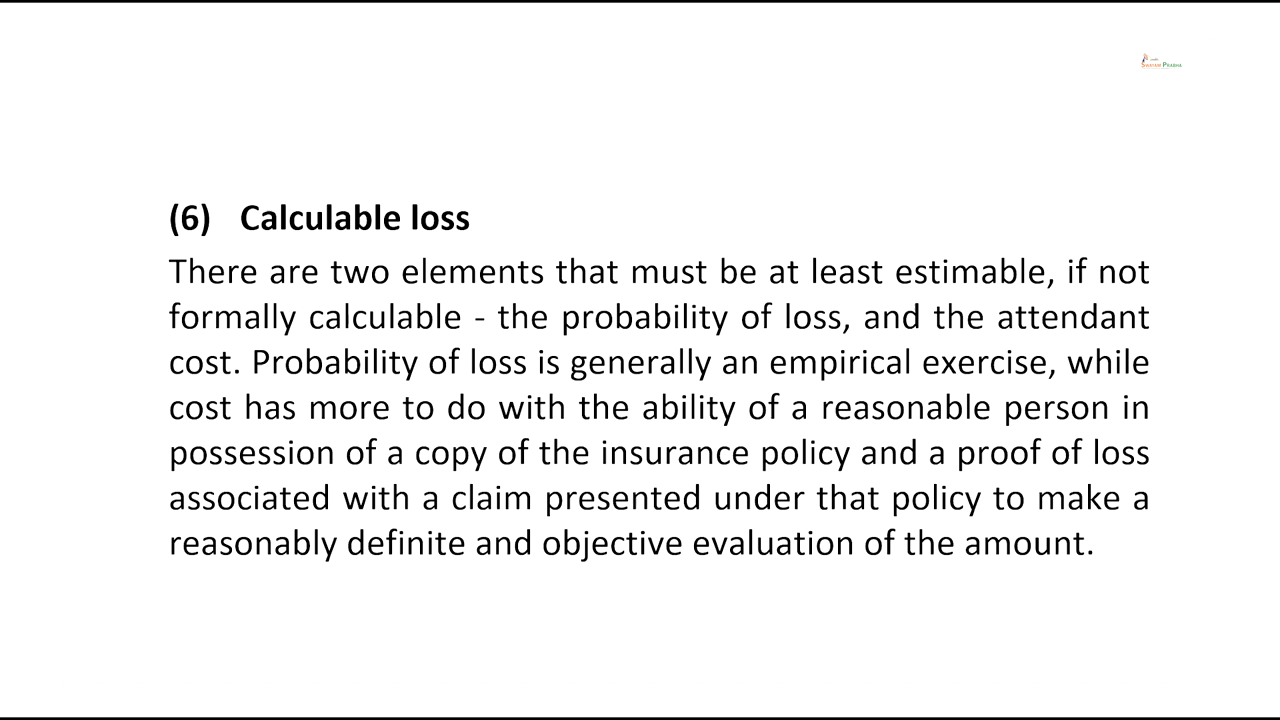 SWAYAM PRABHA
(6) Calculable loss
There are two elements that must be at least estimable, if not
formally calculable - the probability of loss, and the attendant
cost. Probability of loss is generally an empirical exercise, while
cost has more to do with the ability of a reasonable person in
possession of a copy of the insurance policy and a proof of loss
associated with a claim presented under that policy to make a
reasonably definite and objective evaluation of the amount.